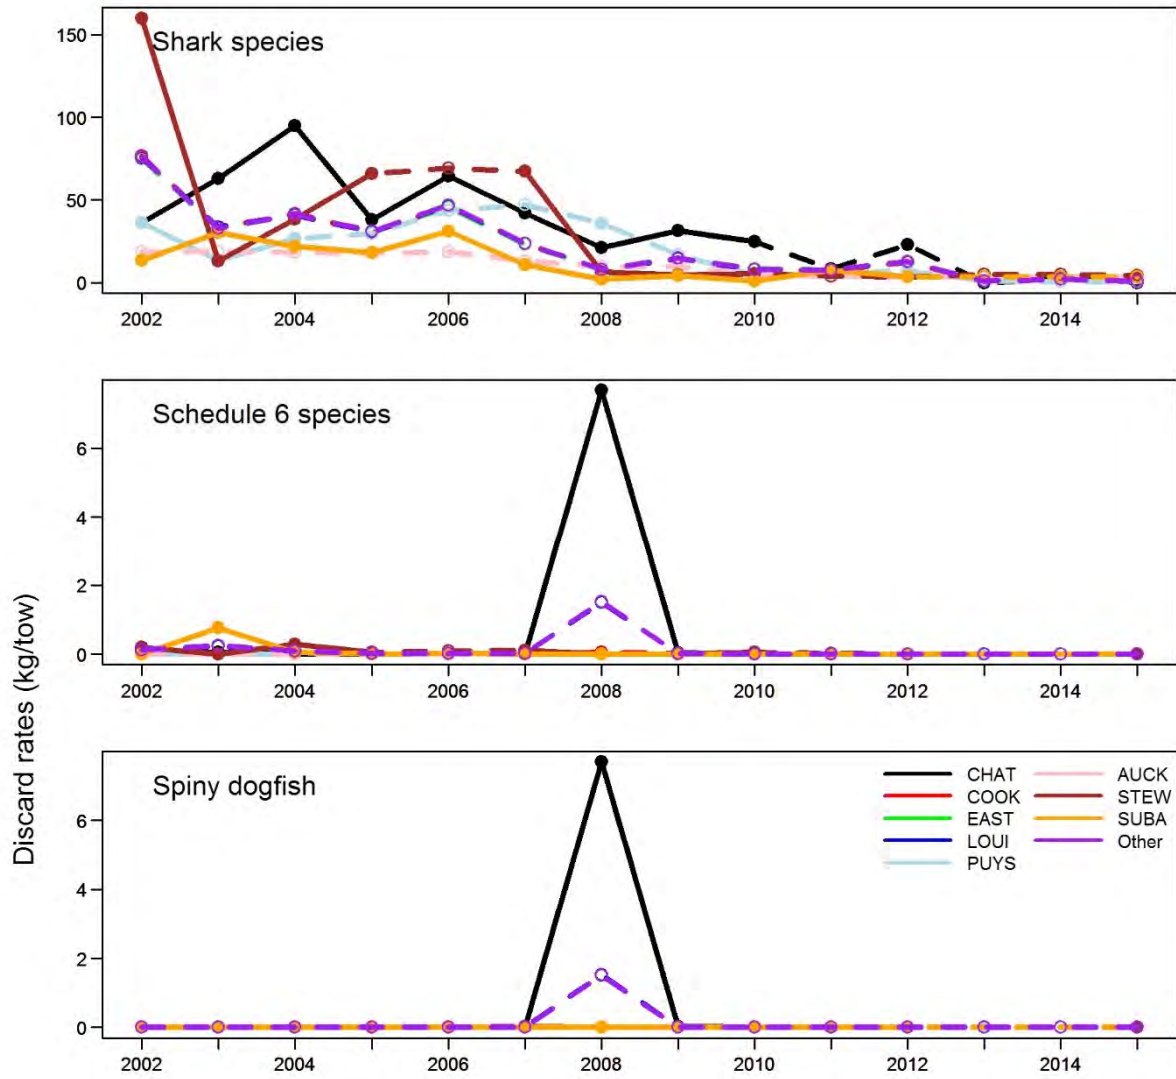 Shark species
150
100
50
0
2002 2004 2006 2008 2010 2012 2014
Schedule 6 species
6
4
2
0
2002 2004 2006 2008 2010 2012 2014
Discard rates (kg/tow)
Spiny dogfish
CHAT AUCK
COOK STEW
EAST SUBA
LOUI Other
PUYS
6
4
2
0
2002 2004 2006 2008 2010 2012 2014